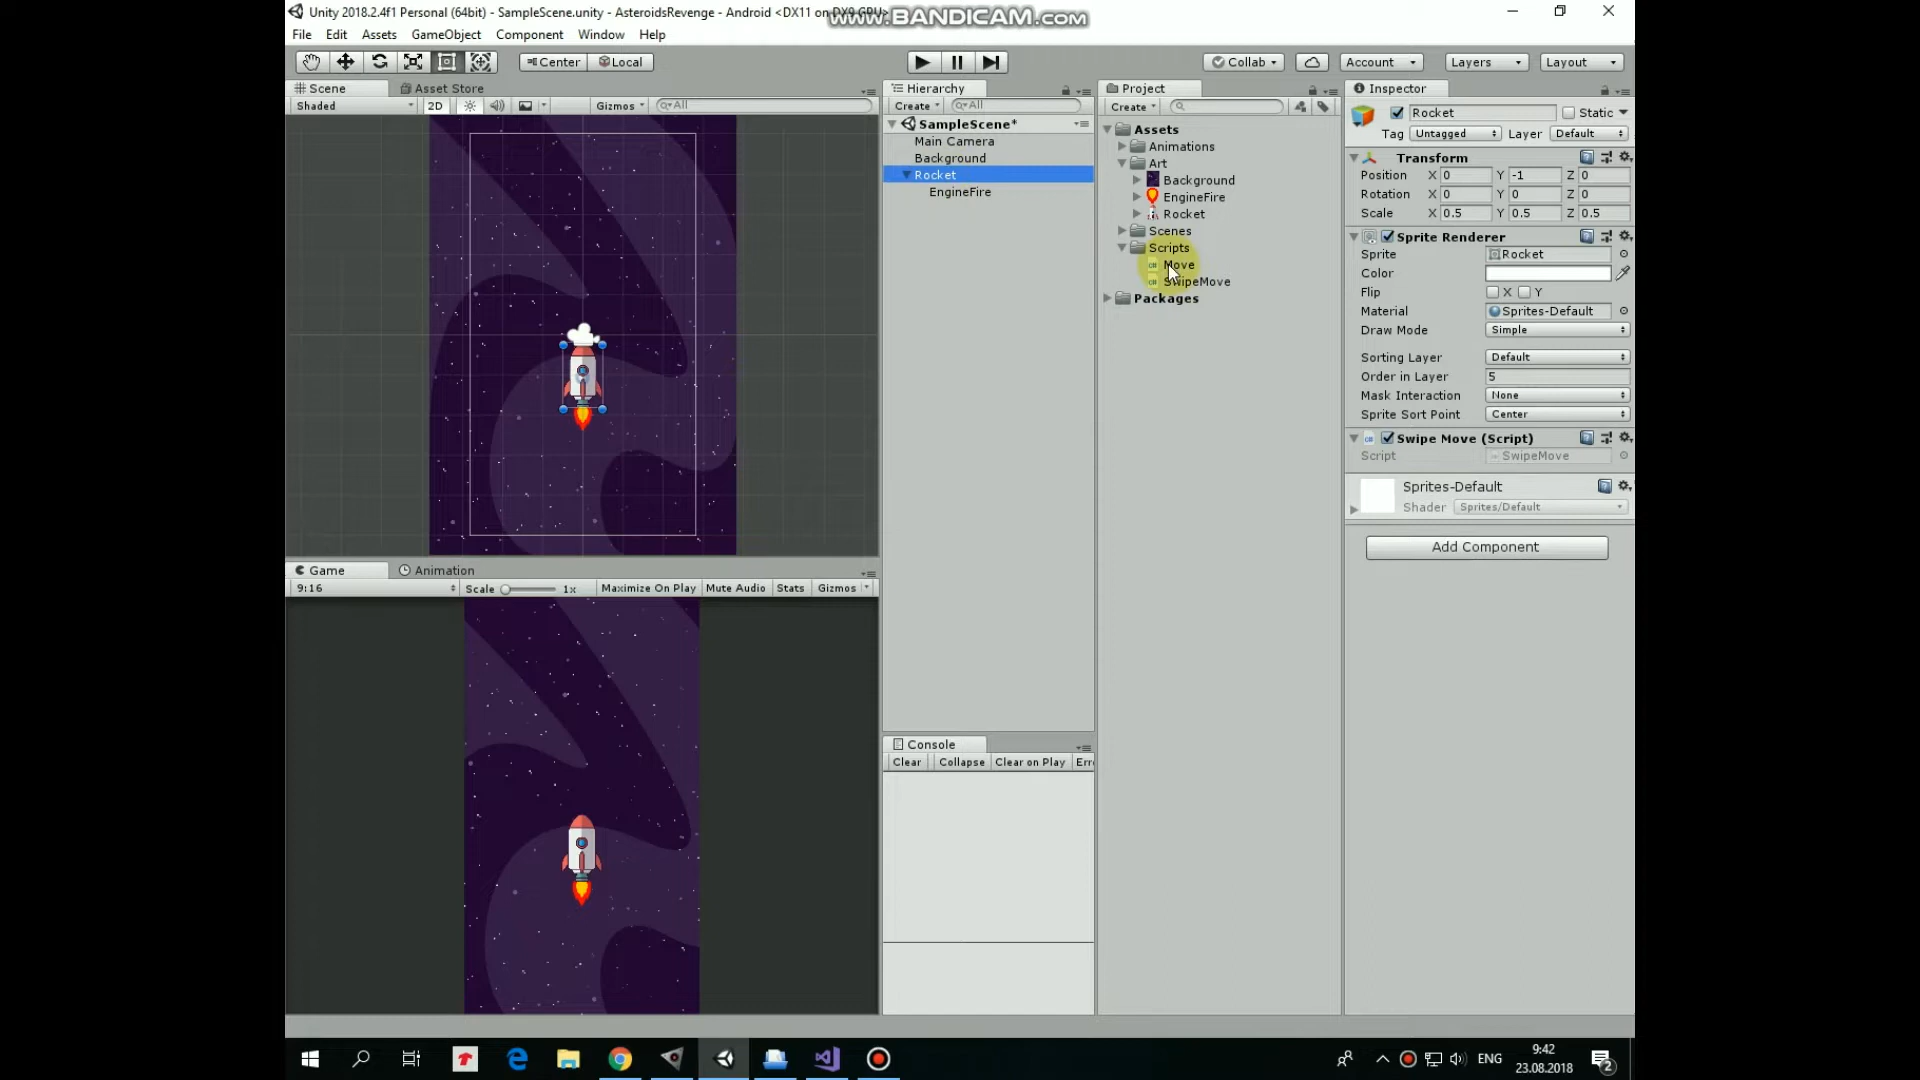 Unity 2018.2.4f1 Personal (64bit) - SampleScene.unity - AsteroidsRevenge - Android <DX11 on DX9 GPU>
www.BANDICAM.com
File Edit Assets GameObject Component Window Help
Center Local Collab Account Layers Layout
Scene Asset Store
Shaded 2D Gizmos All
Hierarchy
Create All
SampleScene*
Main Camera
Background
Rocket
EngineFire
Project
Create
Assets
Animations
Art
Background
EngineFire
Rocket
Scenes
Scripts
Move
SwipeMove
Packages
Inspector
Rocket Static
Tag Untagged Layer Default
Transform
Position X 0 Y -1 Z 0
Rotation X 0 Y 0 Z 0
Scale X 0.5 Y 0.5 Z 0.5
Sprite Renderer
Sprite Rocket
Color
Flip X Y
Material Sprites-Default
Draw Mode Simple
Sorting Layer Default
Order in Layer 5
Mask Interaction None
Sprite Sort Point Center
Swipe Move (Script)
Script SwipeMove
Sprites-Default
Shader Sprites/Default
Add Component
Game Animation
9:16 Scale 1x Maximize On Play Mute Audio Stats Gizmos
Console
Clear Collapse Clear on Play Err
ENG
9:42
23.08.2018
2